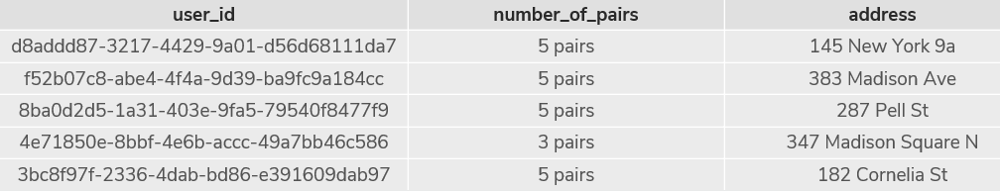 user_id number_of_pairs address
d8addd87-3217-4429-9a01-d56d68111da7 5 pairs 145 New York 9a
f52b07c8-abe4-4f4a-9d39-ba9fc9a184cc 5 pairs 383 Madison Ave
8ba0d2d5-1a31-403e-9fa5-79540f8477f9 5 pairs 287 Pell St
4e71850e-8bbf-4e6b-accc-49a7bb46c586 3 pairs 347 Madison Square N
3bc8f97f-2336-4dab-bd86-e391609dab97 5 pairs 182 Cornelia St